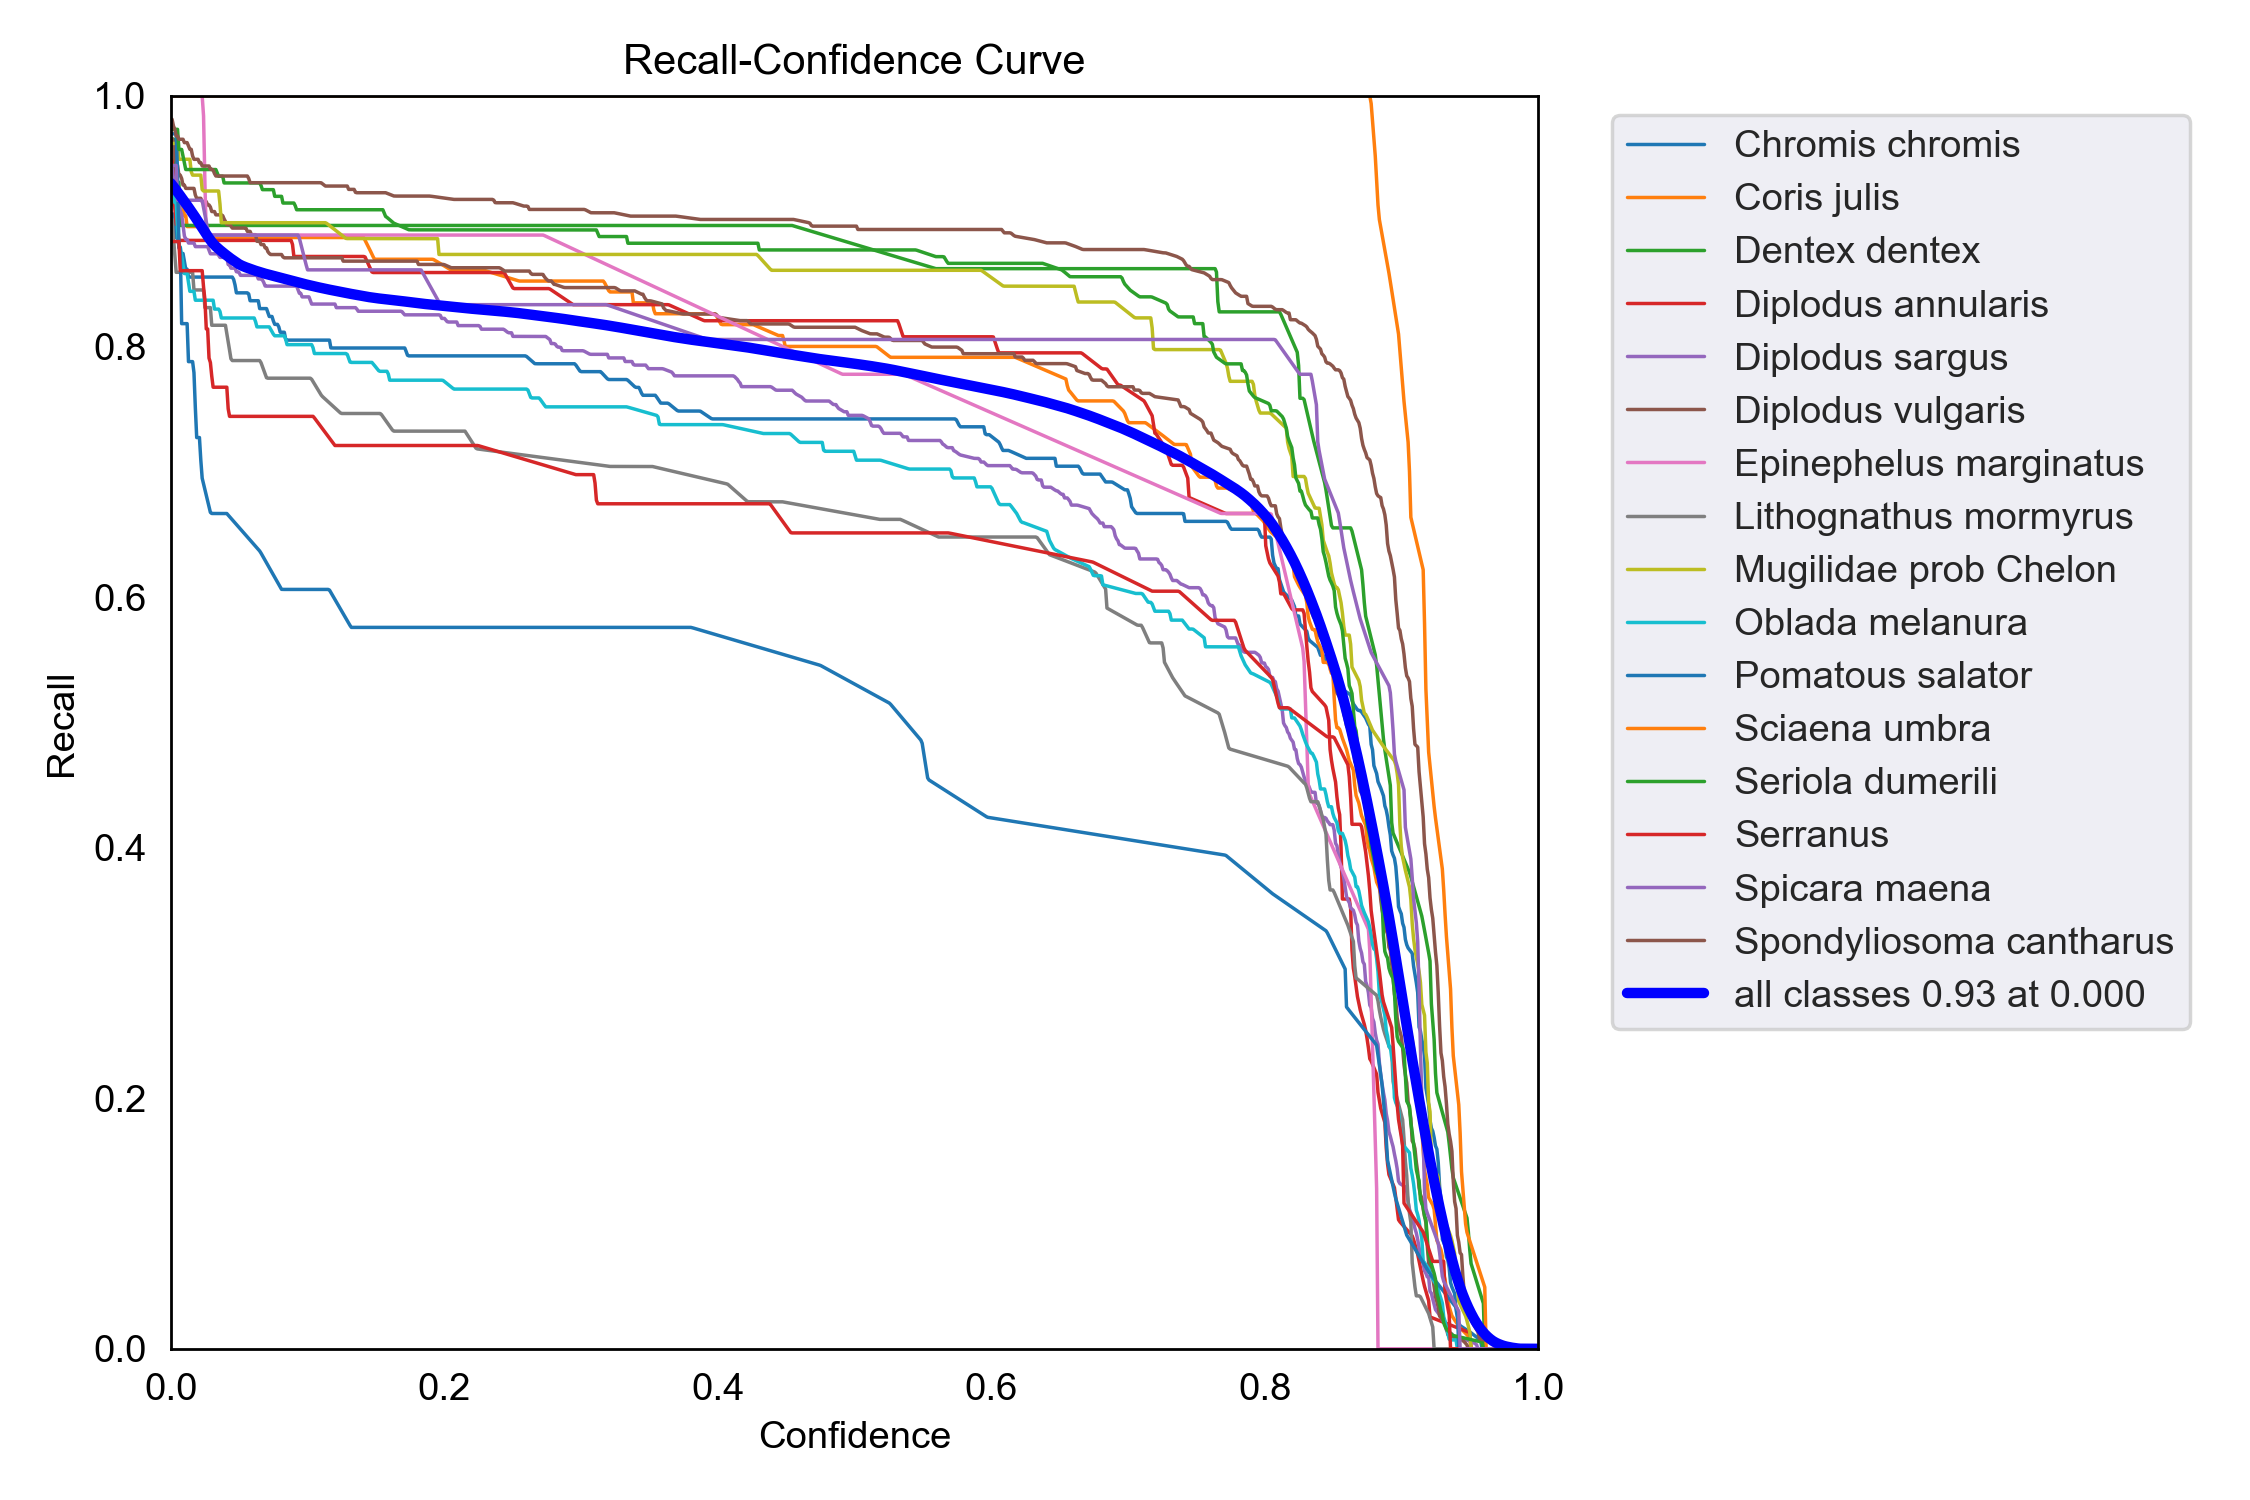 Recall-Confidence Curve
1.0
0.8
0.6
0.4
0.2
0.0
Recall
0.0 0.2 0.4 0.6 0.8 1.0
Confidence
Chromis chromis
Coris julis
Dentex dentex
Diplodus annularis
Diplodus sargus
Diplodus vulgaris
Epinephelus marginatus
Lithognathus mormyrus
Mugilidae prob Chelon
Oblada melanura
Pomatous salator
Sciaena umbra
Seriola dumerili
Serranus
Spicara maena
Spondyliosoma cantharus
all classes 0.93 at 0.000